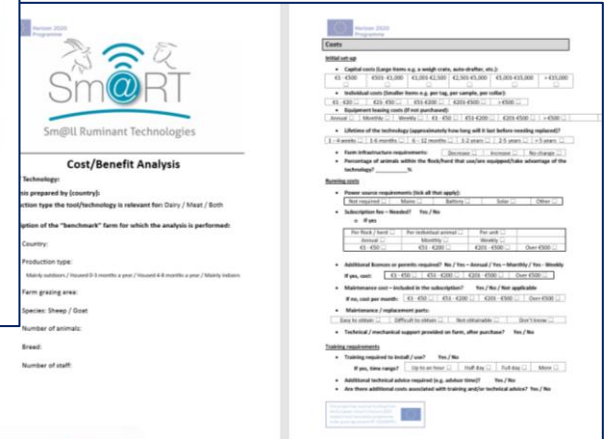 Horizon 2020
Programme
Sm@RT
Sm@ll Ruminant Technologies
Cost/Benefit Analysis
Technology:
sis prepared by (country):
ction type the tool/technology is relevant for: Dairy / Meat / Both
iption of the "benchmark" farm for which the analysis is performed:
Country:
Production type:
Mainly outdoors / Housed 0-3 months a year / Housed 6-8 months a year / Mainly indoors
Farm grazing area:
Species: Sheep / Goat
Number of animals:
Breed:
Number of staff:
Horizon 2020
Programme
Costs
Initial set-up
• Capital costs (Large items e.g. a weigh crate, auto-drafter, etc.):
€1 - €500 €501-€1,000 €1,001-€2,500 €2,501-€5,000 €5,001-€15,000 > €15,000
• Individual costs (Smaller items e.g. per tag, per sample, per collar):
€1 - €20 €21- €50 €51-€200 €201-€500 >€500
• Equipment leasing costs (if not purchased):
Annual Monthly Weekly €1 - €50 €51-€200 €201-€500 >€500
• Lifetime of the technology (approximately how long will it last before needing replaced)?
1 - 4 weeks 1-6 months 6 - 12 months 1-2 years 2-5 years > 5 years
• Farm infrastructure requirements: Decrease Increase No change
• Percentage of animals within the flock/herd that use/are equipped/take advantage of the
technology? %
Running costs
• Power source requirements (tick all that apply):
Not required Mains Battery Solar Other
• Subscription fee – Needed? Yes / No
o If yes
Per flock / herd Per individual animal Per unit
Annual Monthly Weekly
€1 - €50 €51 - €200 €201 - €500 Over €500
• Additional licences or permits required? No / Yes – Annual / Yes – Monthly / Yes - Weekly
If yes, cost: €1 - €50 €51 - €200 €201 - €500 Over €500
• Maintenance cost – included in the subscription? Yes / No / Not applicable
If no, cost per month: €1 - €50 €51 - €200 €201 - €500 Over €500
• Maintenance / replacement parts:
Easy to obtain Difficult to obtain Not obtainable Don't know
• Technical / mechanical support provided on farm, after purchase? Yes / No
Training requirements
• Training required to install / use? Yes / No
If yes, time range? Up to an hour Half day Full day More
• Additional technical advice required (e.g. advisor time)? Yes / No
• Are there additional costs associated with training and/or technical advice? Yes / No